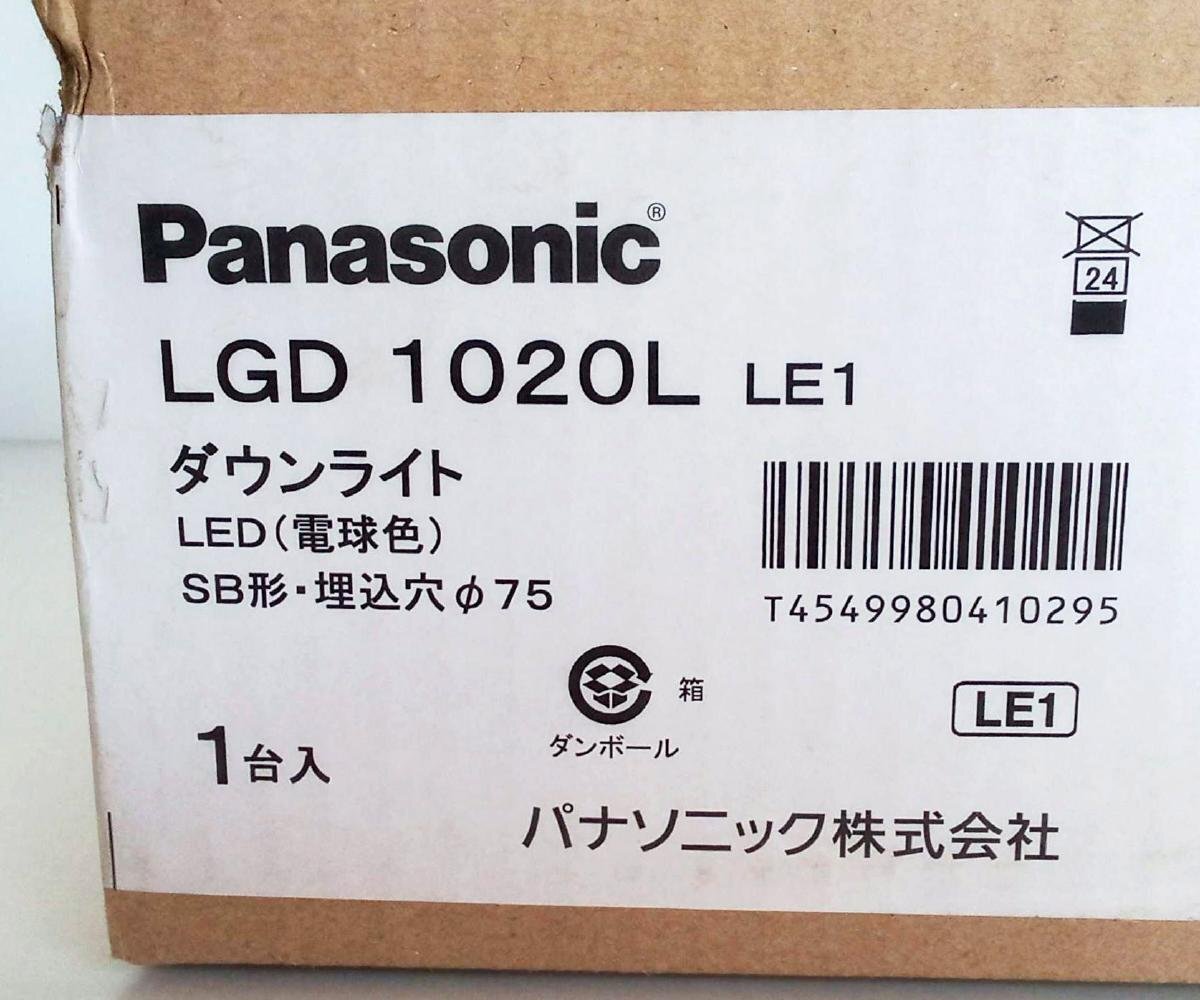 Panasonic®
24
LGD 1020L LE1
ダウンライト
LED(電球色)
SB形・埋込穴φ75
T4549980410295
箱
ダンボール
LE1
1台入
パナソニック株式会社